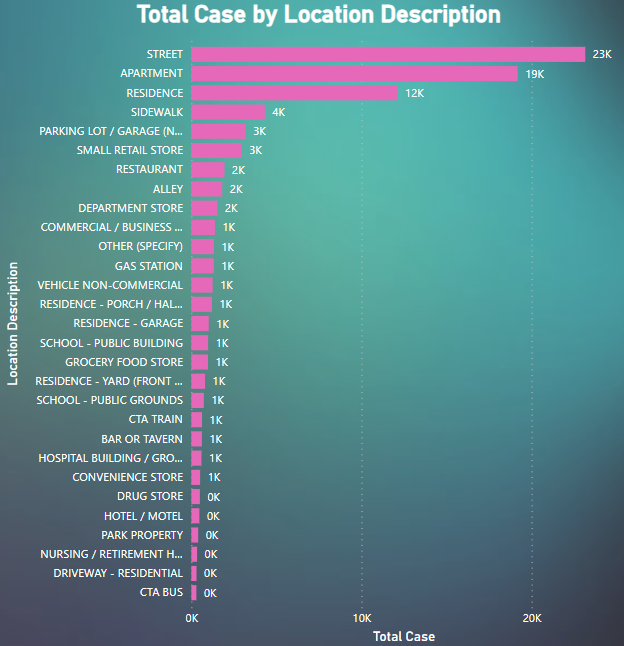 Total Case by Location Description
STREET 23K
APARTMENT 19K
RESIDENCE 12K
SIDEWALK 4K
PARKING LOT / GARAGE (N... 3K
SMALL RETAIL STORE 3K
RESTAURANT 2K
ALLEY 2K
DEPARTMENT STORE 2K
COMMERCIAL / BUSINESS ... 1K
OTHER (SPECIFY) 1K
GAS STATION 1K
VEHICLE NON-COMMERCIAL 1K
RESIDENCE - PORCH / HAL... 1K
RESIDENCE - GARAGE 1K
SCHOOL - PUBLIC BUILDING 1K
GROCERY FOOD STORE 1K
RESIDENCE - YARD (FRONT ... 1K
SCHOOL - PUBLIC GROUNDS 1K
CTA TRAIN 1K
BAR OR TAVERN 1K
HOSPITAL BUILDING / GRO... 1K
CONVENIENCE STORE 1K
DRUG STORE 0K
HOTEL / MOTEL 0K
PARK PROPERTY 0K
NURSING / RETIREMENT H... 0K
DRIVEWAY - RESIDENTIAL 0K
CTA BUS 0K
Location Description
0K 10K 20K
Total Case